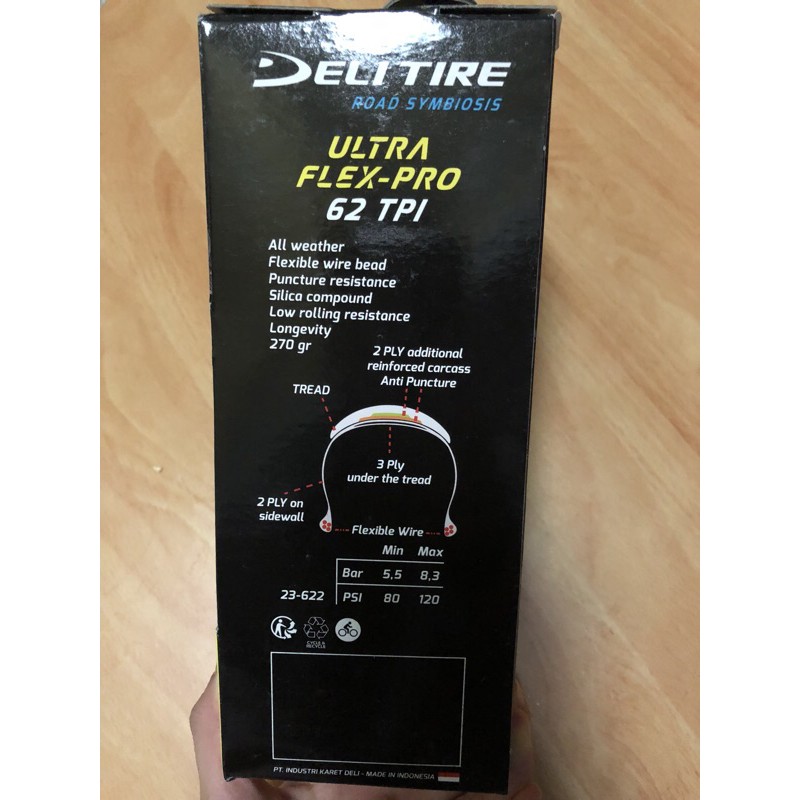 DELI TIRE
ROAD SYMBIOSIS
ULTRA
FLEX-PRO
62 TPI
All weather
Flexible wire bead
Puncture resistance
Silica compound
Low rolling resistance
Longevity
270 gr
2 PLY additional
reinforced carcass
Anti Puncture
TREAD
3 Ply
under the tread
2 PLY on
sidewall
Flexible Wire
Min Max
Bar 5,5 8,3
23-622 PSI 80 120
CYCLE &
RECYCLE
PT. INDUSTRI KARET DELI - MADE IN INDONESIA